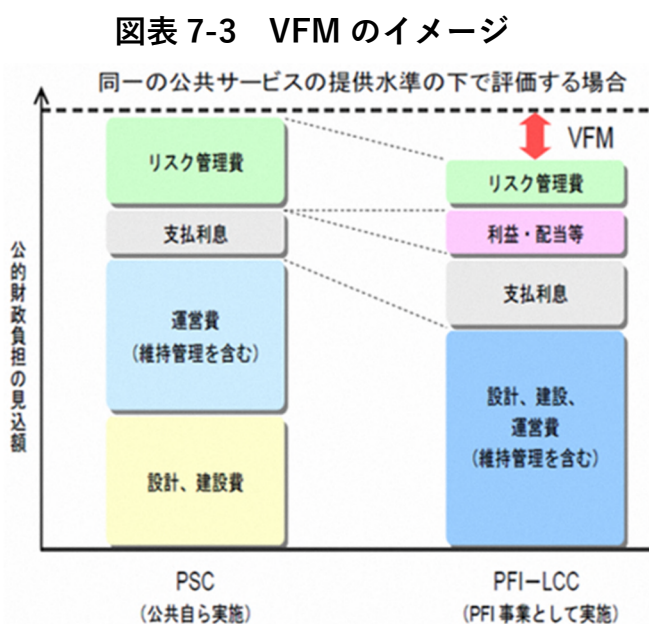 図表 7-3　VFM のイメージ
同一の公共サービスの提供水準の下で評価する場合
VFM
公的財政負担の見込額
リスク管理費
支払利息
運営費
（維持管理を含む）
設計、建設費
リスク管理費
利益・配当等
支払利息
設計、建設、
運営費
（維持管理を含む）
PSC
（公共自ら実施）
PFI－LCC
（PFI 事業として実施）